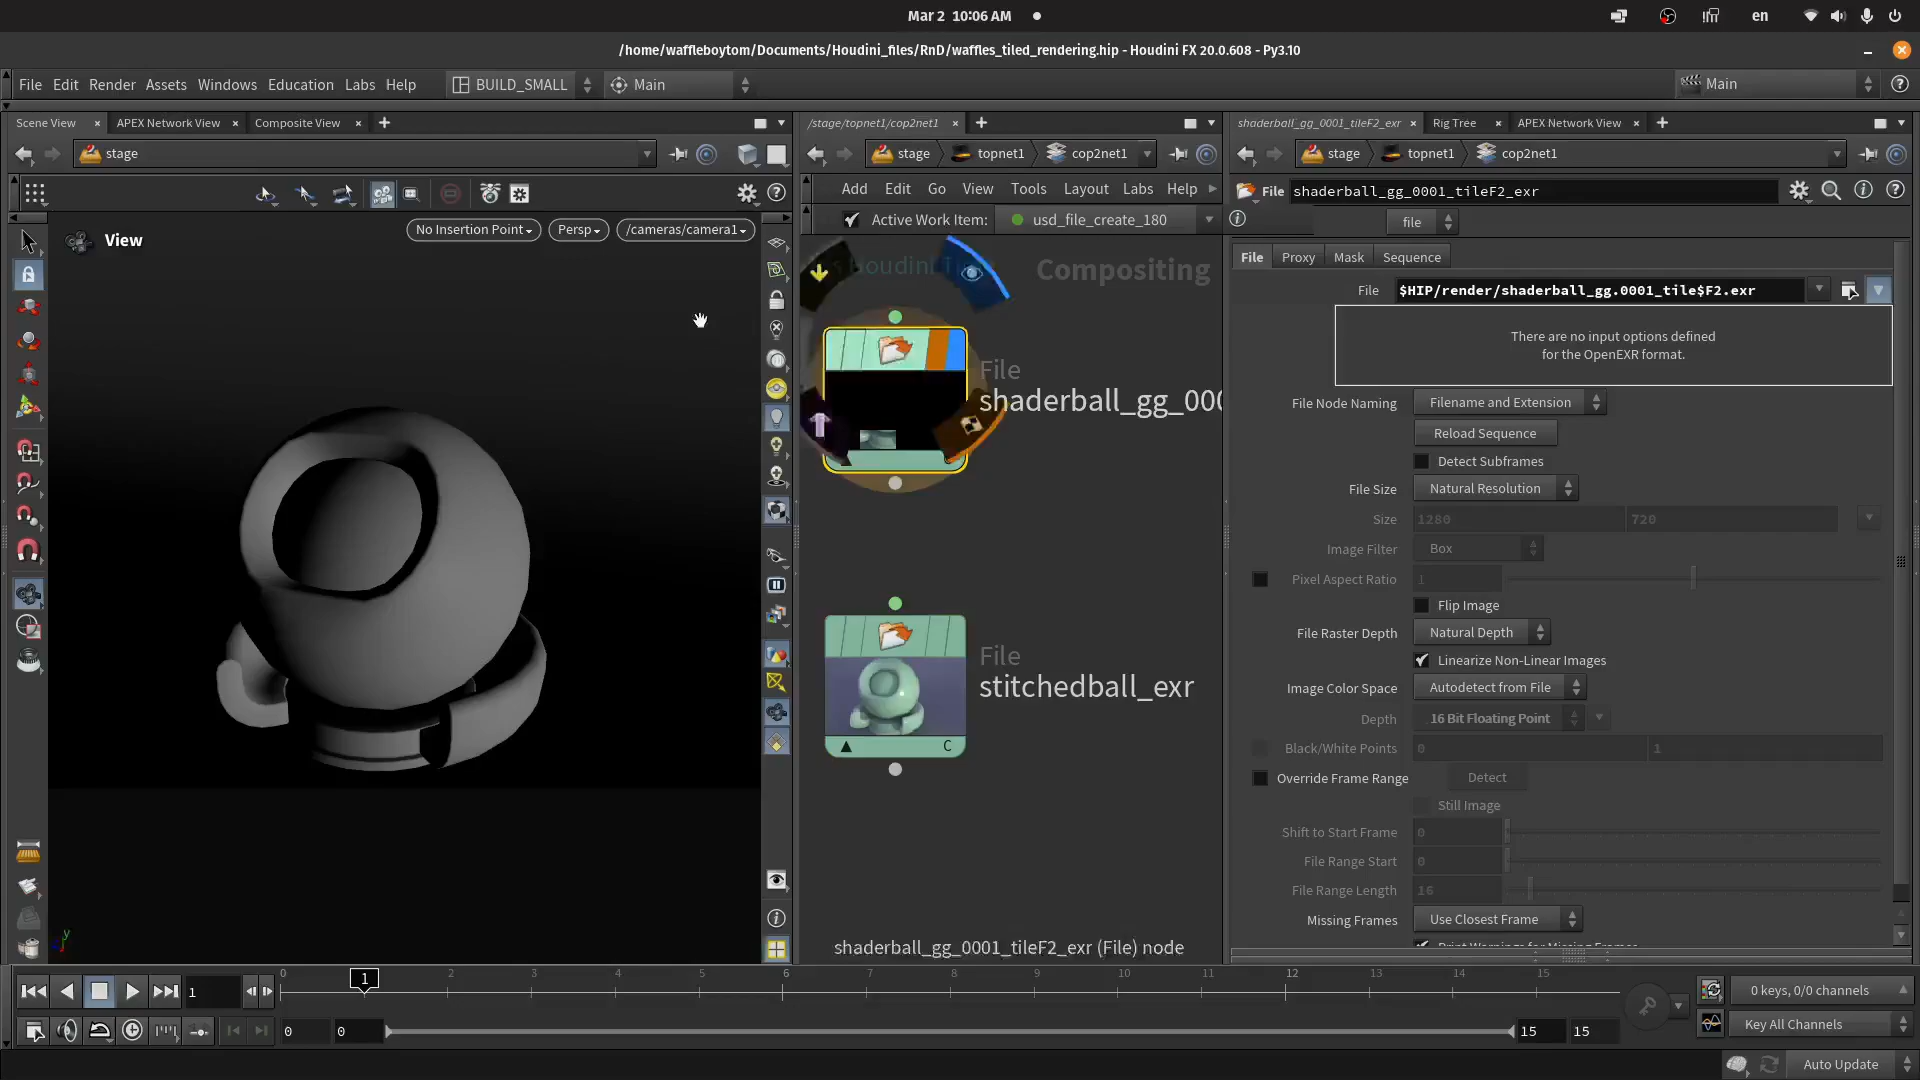 Mar 2 10:06 AM
en
/home/waffleboytom/Documents/Houdini_files/RnD/waffles_tiled_rendering.hip - Houdini FX 20.0.608 - Py3.10
File Edit Render Assets Windows Education Labs Help BUILD_SMALL Main Main
Scene View APEX Network View Composite View
/stage/topnet1/cop2net1
shaderball_gg_0001_tileF2_exr Rig Tree APEX Network View
stage
stage topnet1 cop2net1
stage topnet1 cop2net1
Add Edit Go View Tools Layout Labs Help
File shaderball_gg_0001_tileF2_exr
Active Work Item: usd_file_create_180
file
View
No Insertion Point Persp /cameras/camera1
Houdini
Compositing
File
shaderball_gg_000
File
stitchedball_exr
C
shaderball_gg_0001_tileF2_exr (File) node
File Proxy Mask Sequence
File $HIP/render/shaderball_gg.0001_tile$F2.exr
There are no input options defined
for the OpenEXR format.
File Node Naming Filename and Extension
Reload Sequence
Detect Subframes
File Size Natural Resolution
Size 1280 720
Image Filter Box
Pixel Aspect Ratio 1
Flip Image
File Raster Depth Natural Depth
Linearize Non-Linear Images
Image Color Space Autodetect from File
Depth 16 Bit Floating Point
Black/White Points 0 1
Override Frame Range Detect
Still Image
Shift to Start Frame 0
File Range Start 0
File Range Length 16
Missing Frames Use Closest Frame
y
0 1 2 3 4 5 6 7 8 9 10 11 12 13 14 15
1
0 keys, 0/0 channels
0 0 15 15
Key All Channels
Auto Update